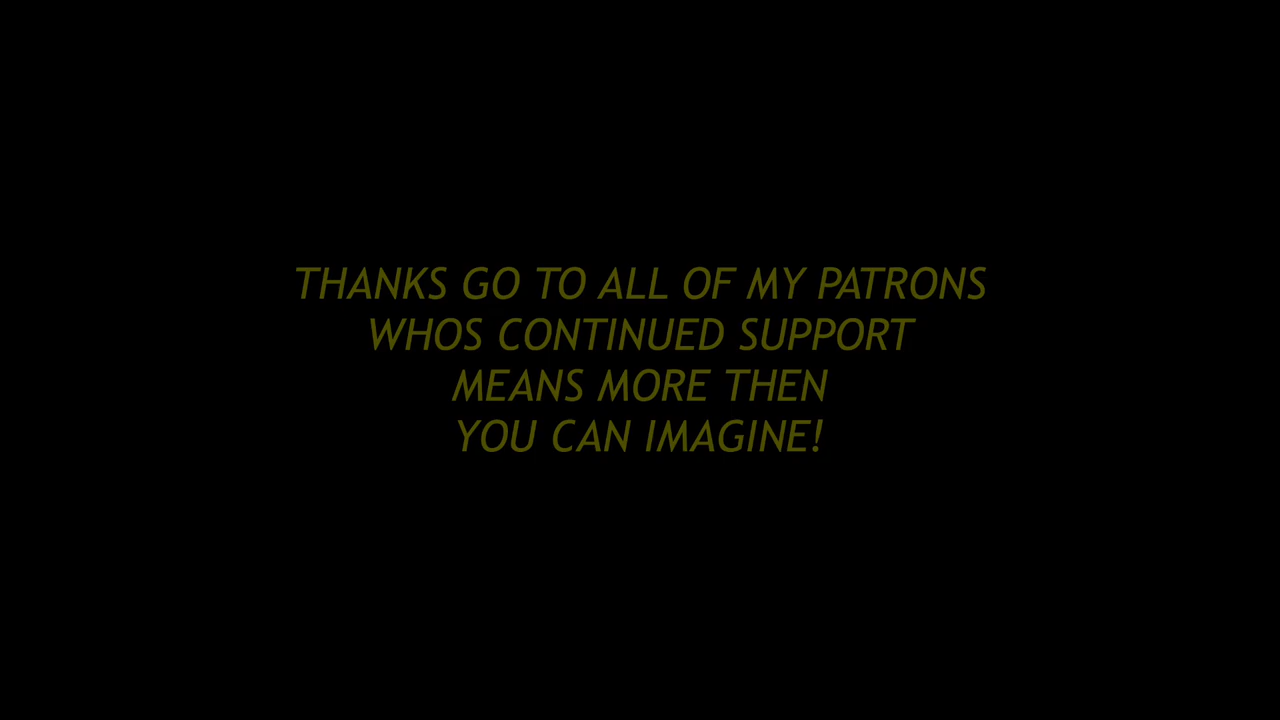 THANKS GO TO ALL OF MY PATRONS
WHOS CONTINUED SUPPORT
MEANS MORE THEN
YOU CAN IMAGINE!